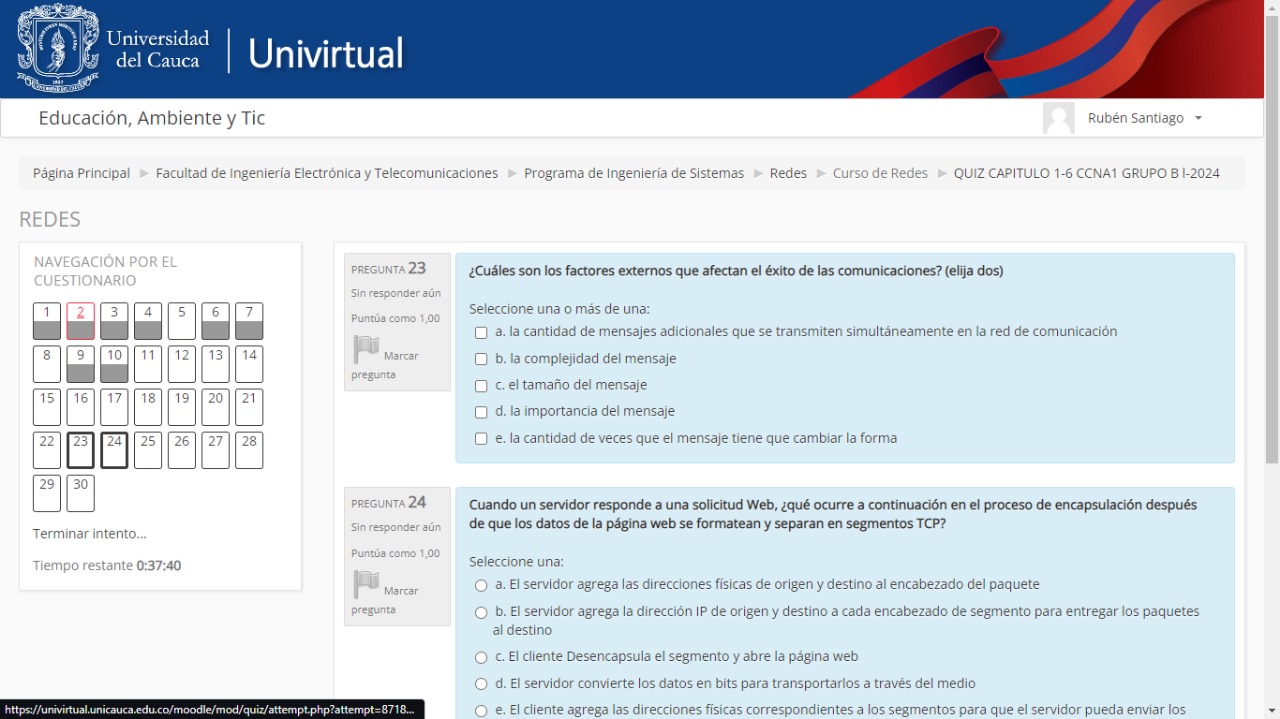 Universidad
del Cauca
Univirtual
Educación, Ambiente y Tic
Rubén Santiago
Página Principal
Facultad de Ingeniería Electrónica y Telecomunicaciones
Programa de Ingeniería de Sistemas
Redes
Curso de Redes
QUIZ CAPITULO 1-6 CCNA1 GRUPO B I-2024
REDES
NAVEGACIÓN POR EL
CUESTIONARIO
1 2 3 4 5 6 7
8 9 10 11 12 13 14
15 16 17 18 19 20 21
22 23 24 25 26 27 28
29 30
Terminar intento...
Tiempo restante 0:37:40
PREGUNTA 23
Sin responder aún
Puntúa como 1,00
Marcar
pregunta
¿Cuáles son los factores externos que afectan el éxito de las comunicaciones? (elija dos)
Seleccione una o más de una:
a. la cantidad de mensajes adicionales que se transmiten simultáneamente en la red de comunicación
b. la complejidad del mensaje
c. el tamaño del mensaje
d. la importancia del mensaje
e. la cantidad de veces que el mensaje tiene que cambiar la forma
PREGUNTA 24
Sin responder aún
Puntúa como 1,00
Marcar
pregunta
Cuando un servidor responde a una solicitud Web, ¿qué ocurre a continuación en el proceso de encapsulación después
de que los datos de la página web se formatean y separan en segmentos TCP?
Seleccione una:
a. El servidor agrega las direcciones físicas de origen y destino al encabezado del paquete
b. El servidor agrega la dirección IP de origen y destino a cada encabezado de segmento para entregar los paquetes
al destino
c. El cliente Desencapsula el segmento y abre la página web
d. El servidor convierte los datos en bits para transportarlos a través del medio
e. El cliente agrega las direcciones físicas correspondientes a los segmentos para que el servidor pueda enviar los
https://univirtual.unicauca.edu.co/moodle/mod/quiz/attempt.php?attempt=8718...